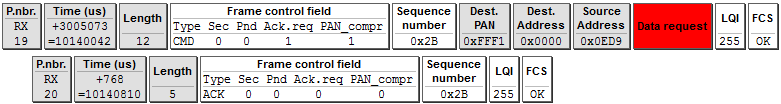 P.nbr. Time (us) Length Frame control field Sequence number Dest. PAN Dest. Address Source Address Data request LQI FCS
RX +3005073 Type Sec Pnd Ack.req PAN_compr
19 =10140042 12 CMD 0 0 1 1 0x2B 0xFFF1 0x0000 0x0ED9 255 OK
P.nbr. Time (us) Length Frame control field Sequence number LQI FCS
RX +768 Type Sec Pnd Ack.req PAN_compr
20 =10140810 5 ACK 0 0 0 0 0x2B 255 OK